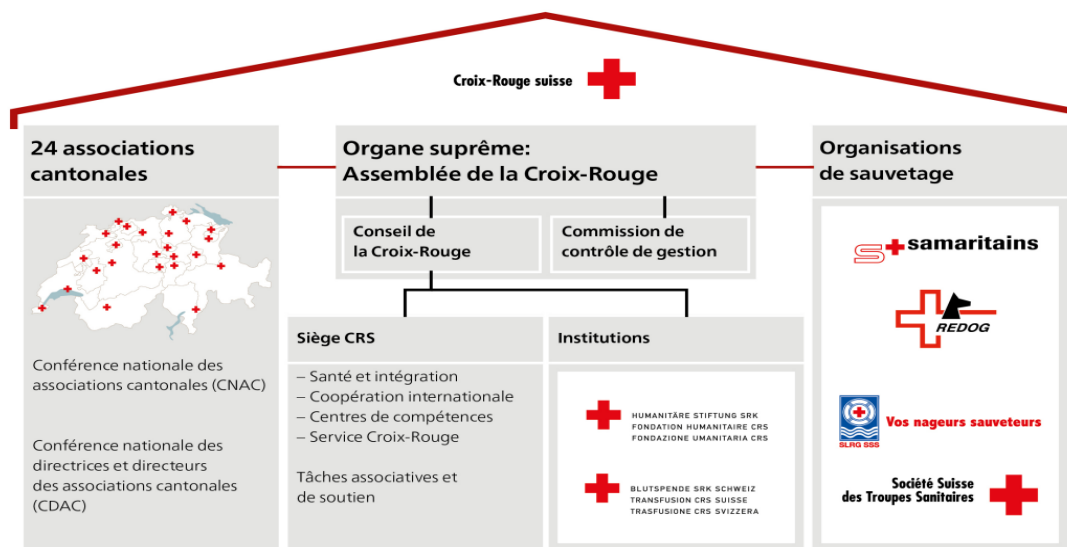 Croix-Rouge suisse
24 associations
cantonales
Organe suprême:
Assemblée de la Croix-Rouge
Organisations
de sauvetage
Conseil de
la Croix-Rouge
Commission de
contrôle de gestion
Conférence nationale des
associations cantonales (CNAC)
Conférence nationale des
directrices et directeurs
des associations cantonales
(CDAC)
Siège CRS
– Santé et intégration
– Coopération internationale
– Centres de compétences
– Service Croix-Rouge
Tâches associatives et
de soutien
Institutions
HUMANITÄRE STIFTUNG SRK
FONDATION HUMANITAIRE CRS
FONDAZIONE UMANITARIA CRS
BLUTSPENDE SRK SCHWEIZ
TRANSFUSION CRS SUISSE
TRASFUSIONE CRS SVIZZERA
S samaritains
REDOG
SLRG SSS
Vos nageurs sauveteurs
Société Suisse
des Troupes Sanitaires